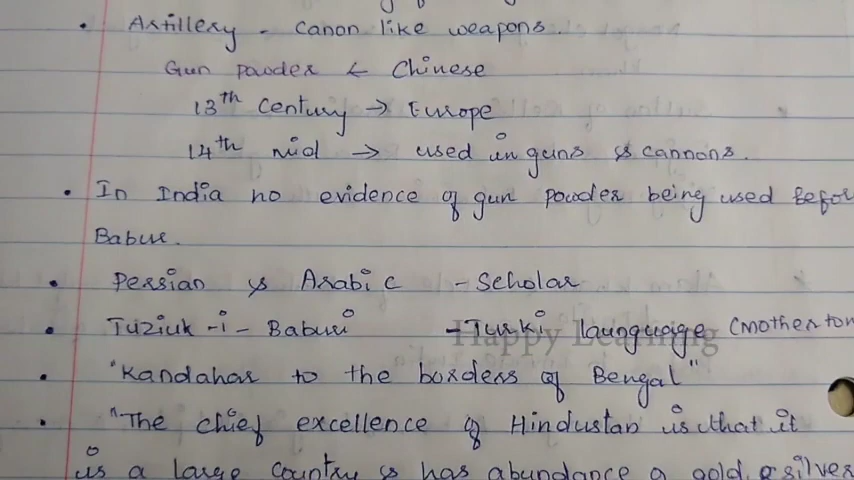 • Artillery - canon like weapons.
Gun powder ← Chinese
13th Century → Europe
14th mid → used in guns & cannons.
• In India no evidence of gun powder being used befor
Babur.
• Persian & Arabic - Scholar
• Tuziuk-i-Baburi - Turki language (mother ton
Happy Learning
• "Kandahar to the borders of Bengal"
• "The chief excellence of Hindustan is that it
is a large country & has abundance o gold & silver